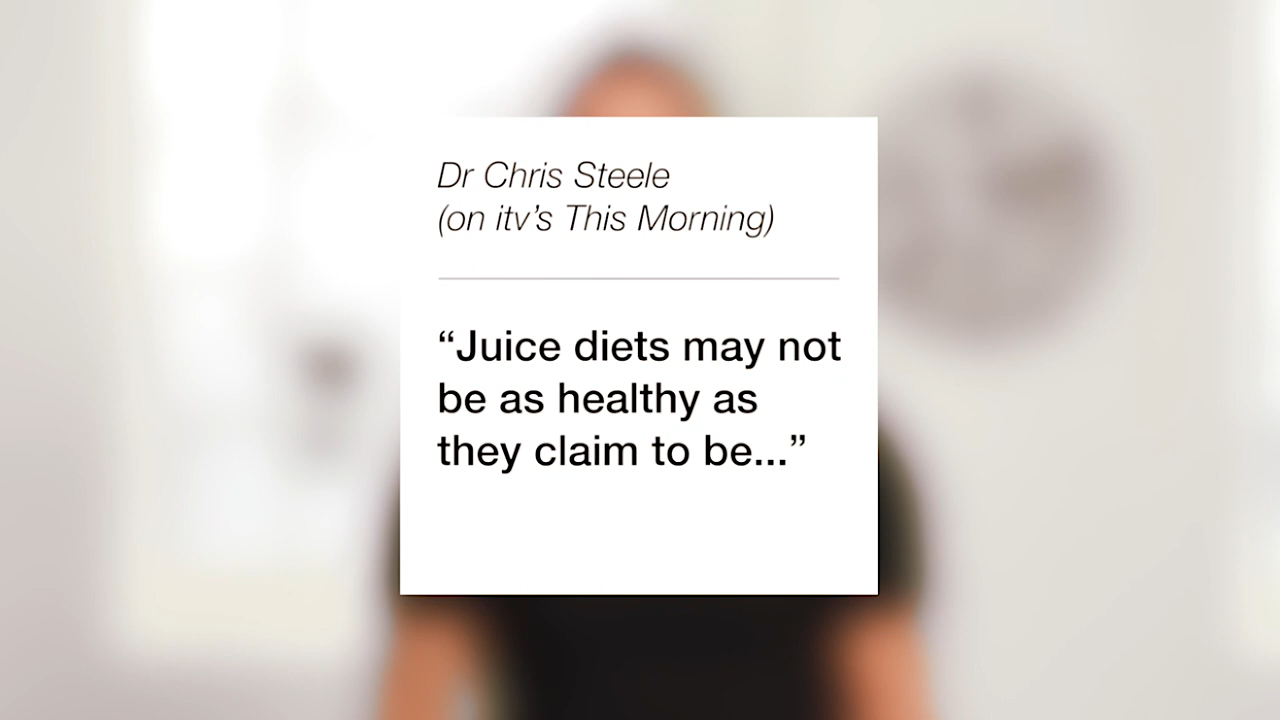 Dr Chris Steele
(on itv’s This Morning)
“Juice diets may not
be as healthy as
they claim to be...”